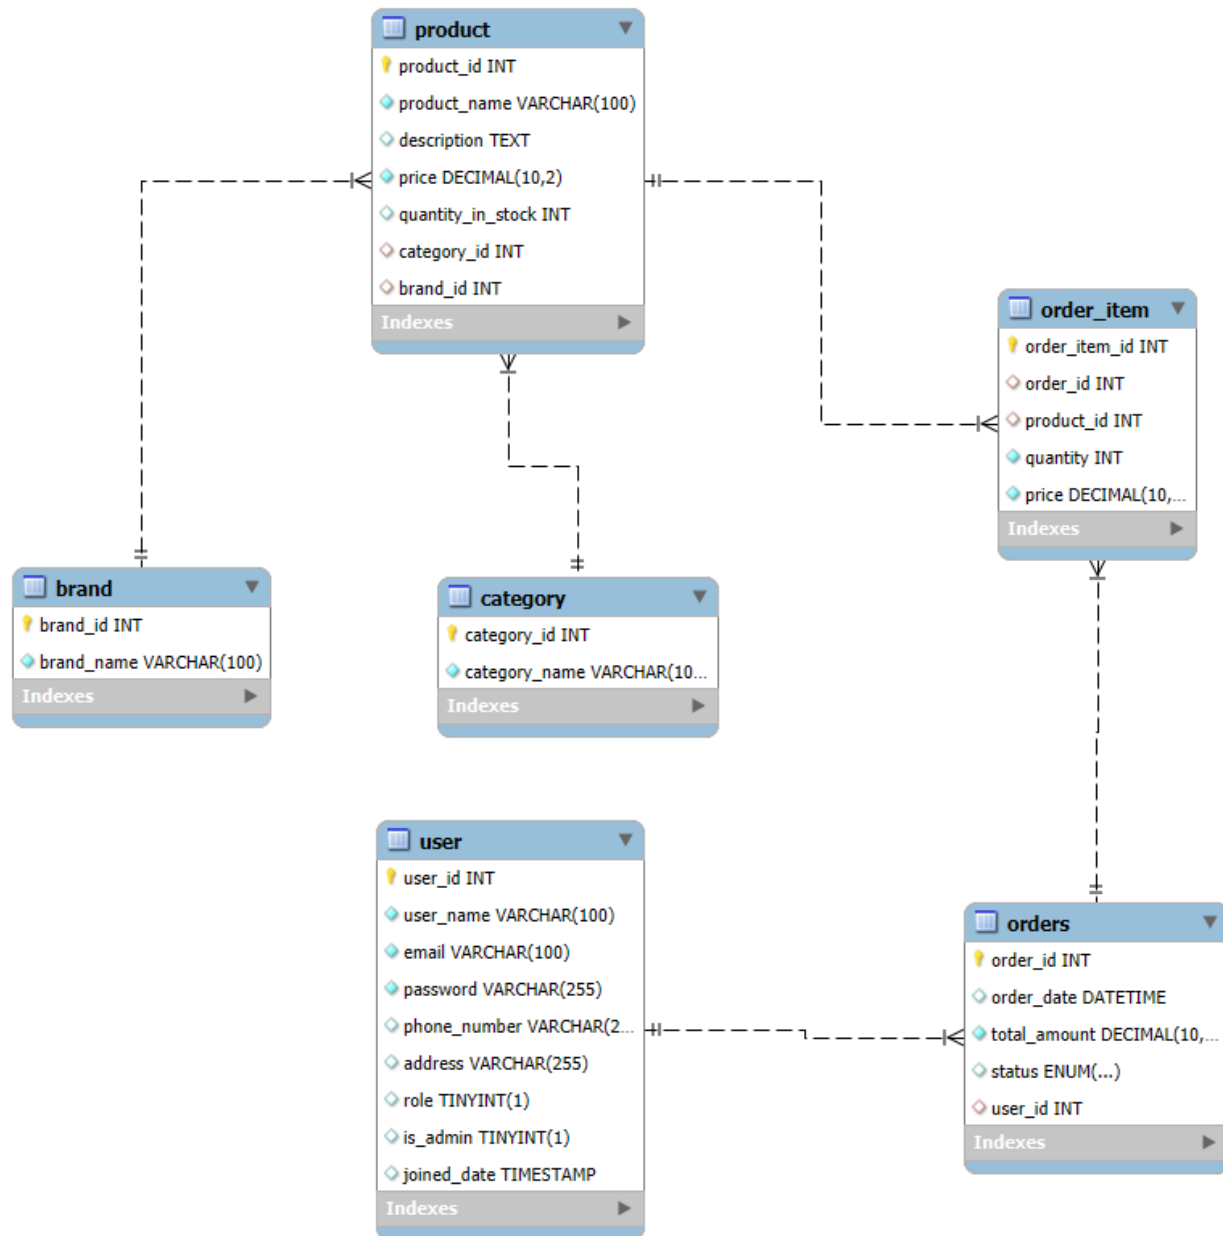 product
product_id INT
product_name VARCHAR(100)
description TEXT
price DECIMAL(10,2)
quantity_in_stock INT
category_id INT
brand_id INT
Indexes
order_item
order_item_id INT
order_id INT
product_id INT
quantity INT
price DECIMAL(10,...
Indexes
brand
brand_id INT
brand_name VARCHAR(100)
Indexes
category
category_id INT
category_name VARCHAR(10...
Indexes
user
user_id INT
user_name VARCHAR(100)
email VARCHAR(100)
password VARCHAR(255)
phone_number VARCHAR(2...
address VARCHAR(255)
role TINYINT(1)
is_admin TINYINT(1)
joined_date TIMESTAMP
Indexes
orders
order_id INT
order_date DATETIME
total_amount DECIMAL(10,...
status ENUM(...)
user_id INT
Indexes